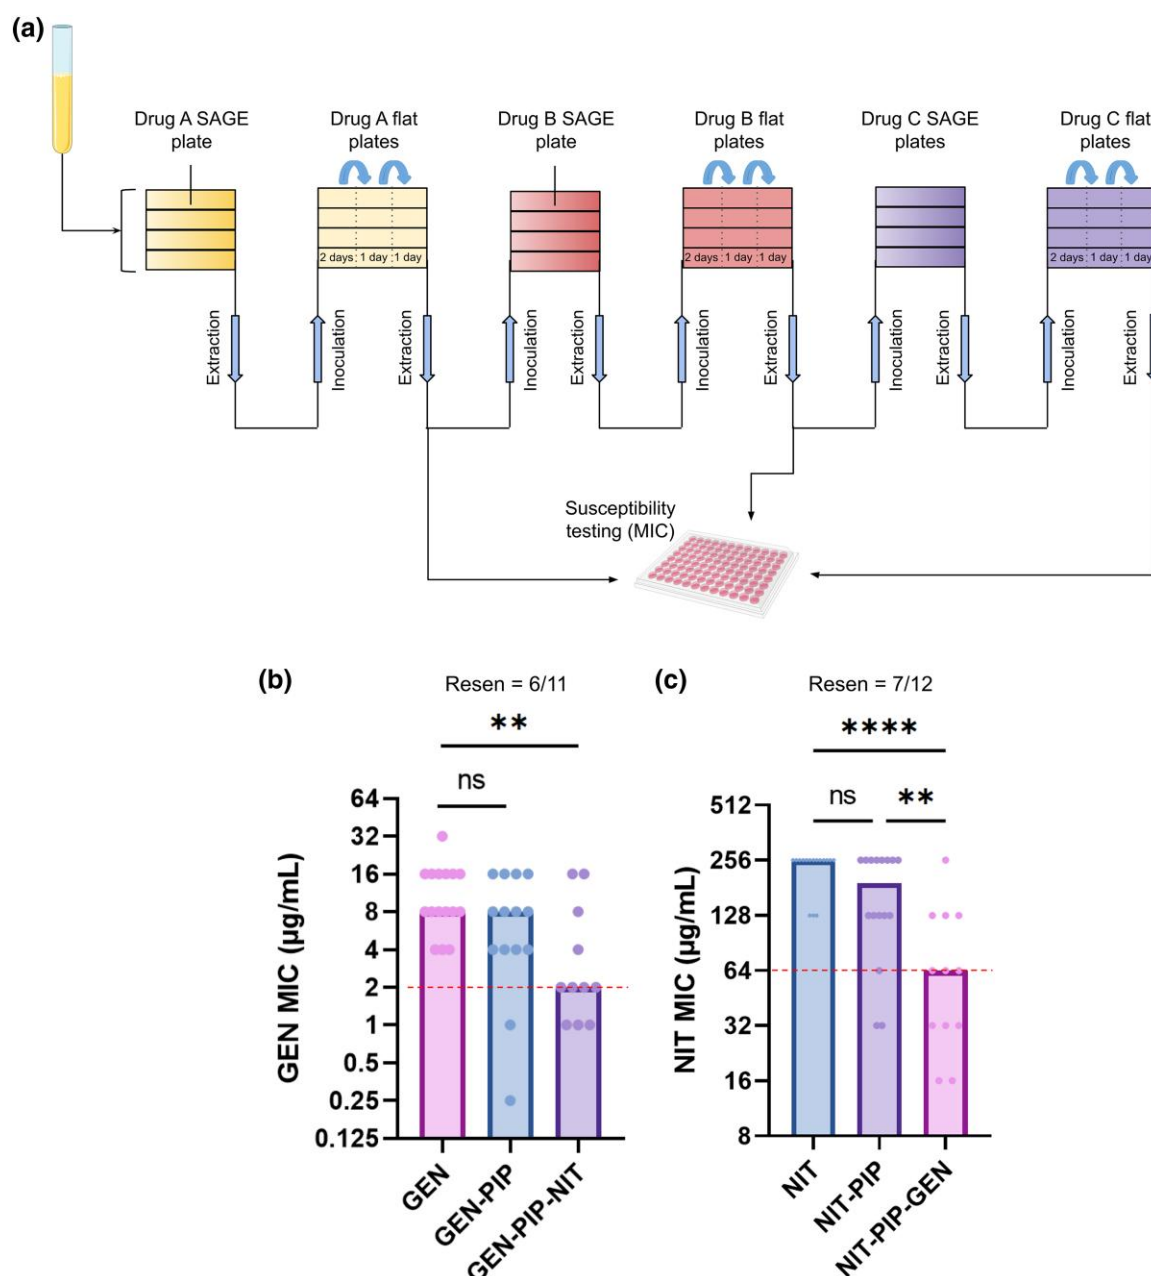 (a)
Drug A SAGE
plate
Drug A flat
plates
Drug B SAGE
plate
Drug B flat
plates
Drug C SAGE
plates
Drug C flat
plates
2 days 1 day 1 day
2 days 1 day 1 day
2 days 1 day 1 day
Extraction
Inoculation
Extraction
Inoculation
Extraction
Inoculation
Extraction
Inoculation
Extraction
Inoculation
Extraction
Susceptibility
testing (MIC)
(b)
Resen = 6/11
**
ns
GEN MIC (µg/mL)
64
32
16
8
4
2
1
0.5
0.25
0.125
GEN
GEN-PIP
GEN-PIP-NIT
(c)
Resen = 7/12
****
ns
**
NIT MIC (µg/mL)
512
256
128
64
32
16
8
NIT
NIT-PIP
NIT-PIP-GEN